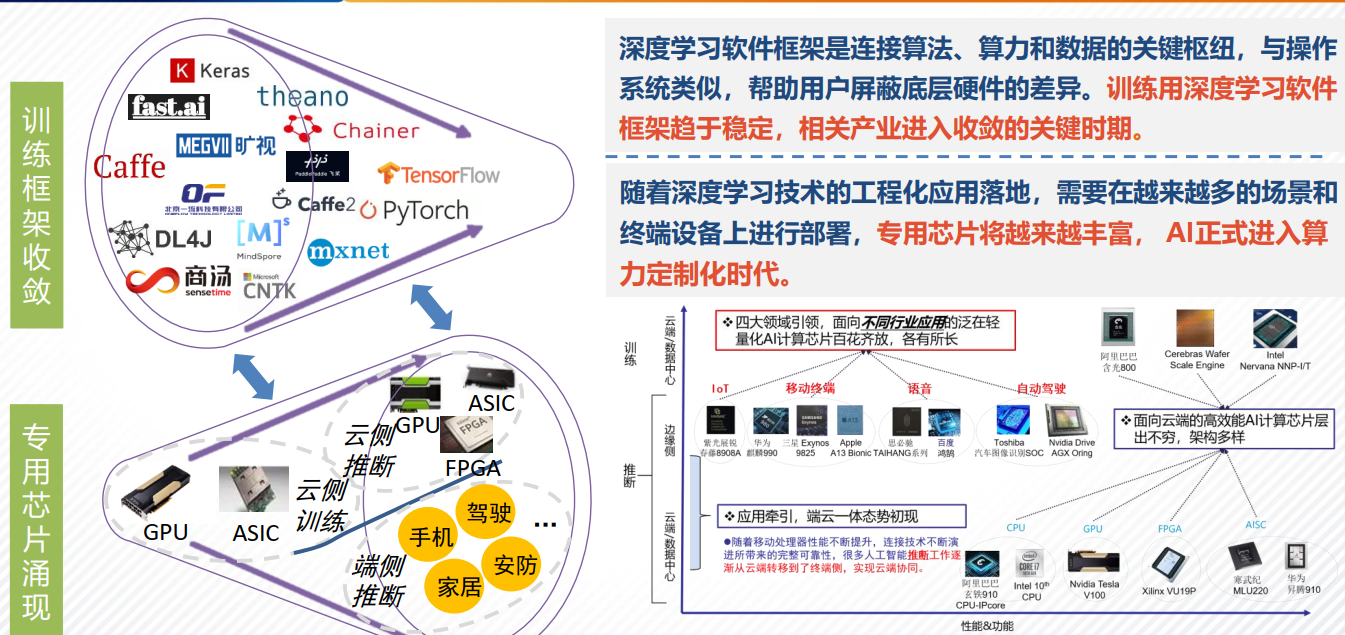 训练框架收敛
Keras
fast.ai
theano
Chainer
MEGVII 旷视
Caffe
PaddlePaddle 飞桨
TensorFlow
OF
北京一流科技有限公司
ONEFLOW TECHNOLOGY LIMITED
Caffe2
PyTorch
DL4J
[M]s
MindSpore
mxnet
商汤
sensetime
Microsoft
CNTK
专用芯片涌现
GPU
ASIC
云侧
训练
云侧
推断
GPU
ASIC
FPGA
FPGA
端侧
推断
手机
驾驶
家居
安防
...
深度学习软件框架是连接算法、算力和数据的关键枢纽，与操作
系统类似，帮助用户屏蔽底层硬件的差异。训练用深度学习软件
框架趋于稳定，相关产业进入收敛的关键时期。
随着深度学习技术的工程化应用落地，需要在越来越多的场景和
终端设备上进行部署，专用芯片将越来越丰富， AI正式进入算
力定制化时代。
训练
推断
云端/数据中心
边缘侧
云端/数据中心
❖四大领域引领，面向不同行业应用的泛在轻
量化AI计算芯片百花齐放，各有所长
IoT
移动终端
语音
自动驾驶
紫光展锐
春藤8908A
华为
麒麟990
SAMSUNG
Exynos
三星 Exynos
9825
A13
Apple
A13 Bionic
思必驰
TAIHANG系列
百度
鸿鹄
Toshiba
汽车图像识别SOC
Nvidia Drive
AGX Oring
阿里巴巴
含光800
Cerebras Wafer
Scale Engine
Intel
Nervana NNP-I/T
❖面向云端的高效能AI计算芯片层
出不穷，架构多样
❖应用牵引，端云一体态势初现
●随着移动处理器性能不断提升，连接技术不断演
进所带来的完整可靠性，很多人工智能推断工作逐
渐从云端转移到了终端侧，实现云端协同。
CPU
GPU
FPGA
AISC
阿里巴巴
玄铁910
CPU-IPcore
CORE i7
Intel 10th
CPU
Nvidia Tesla
V100
Xilinx VU19P
寒武纪
MLU220
华为
昇腾910
性能&功能